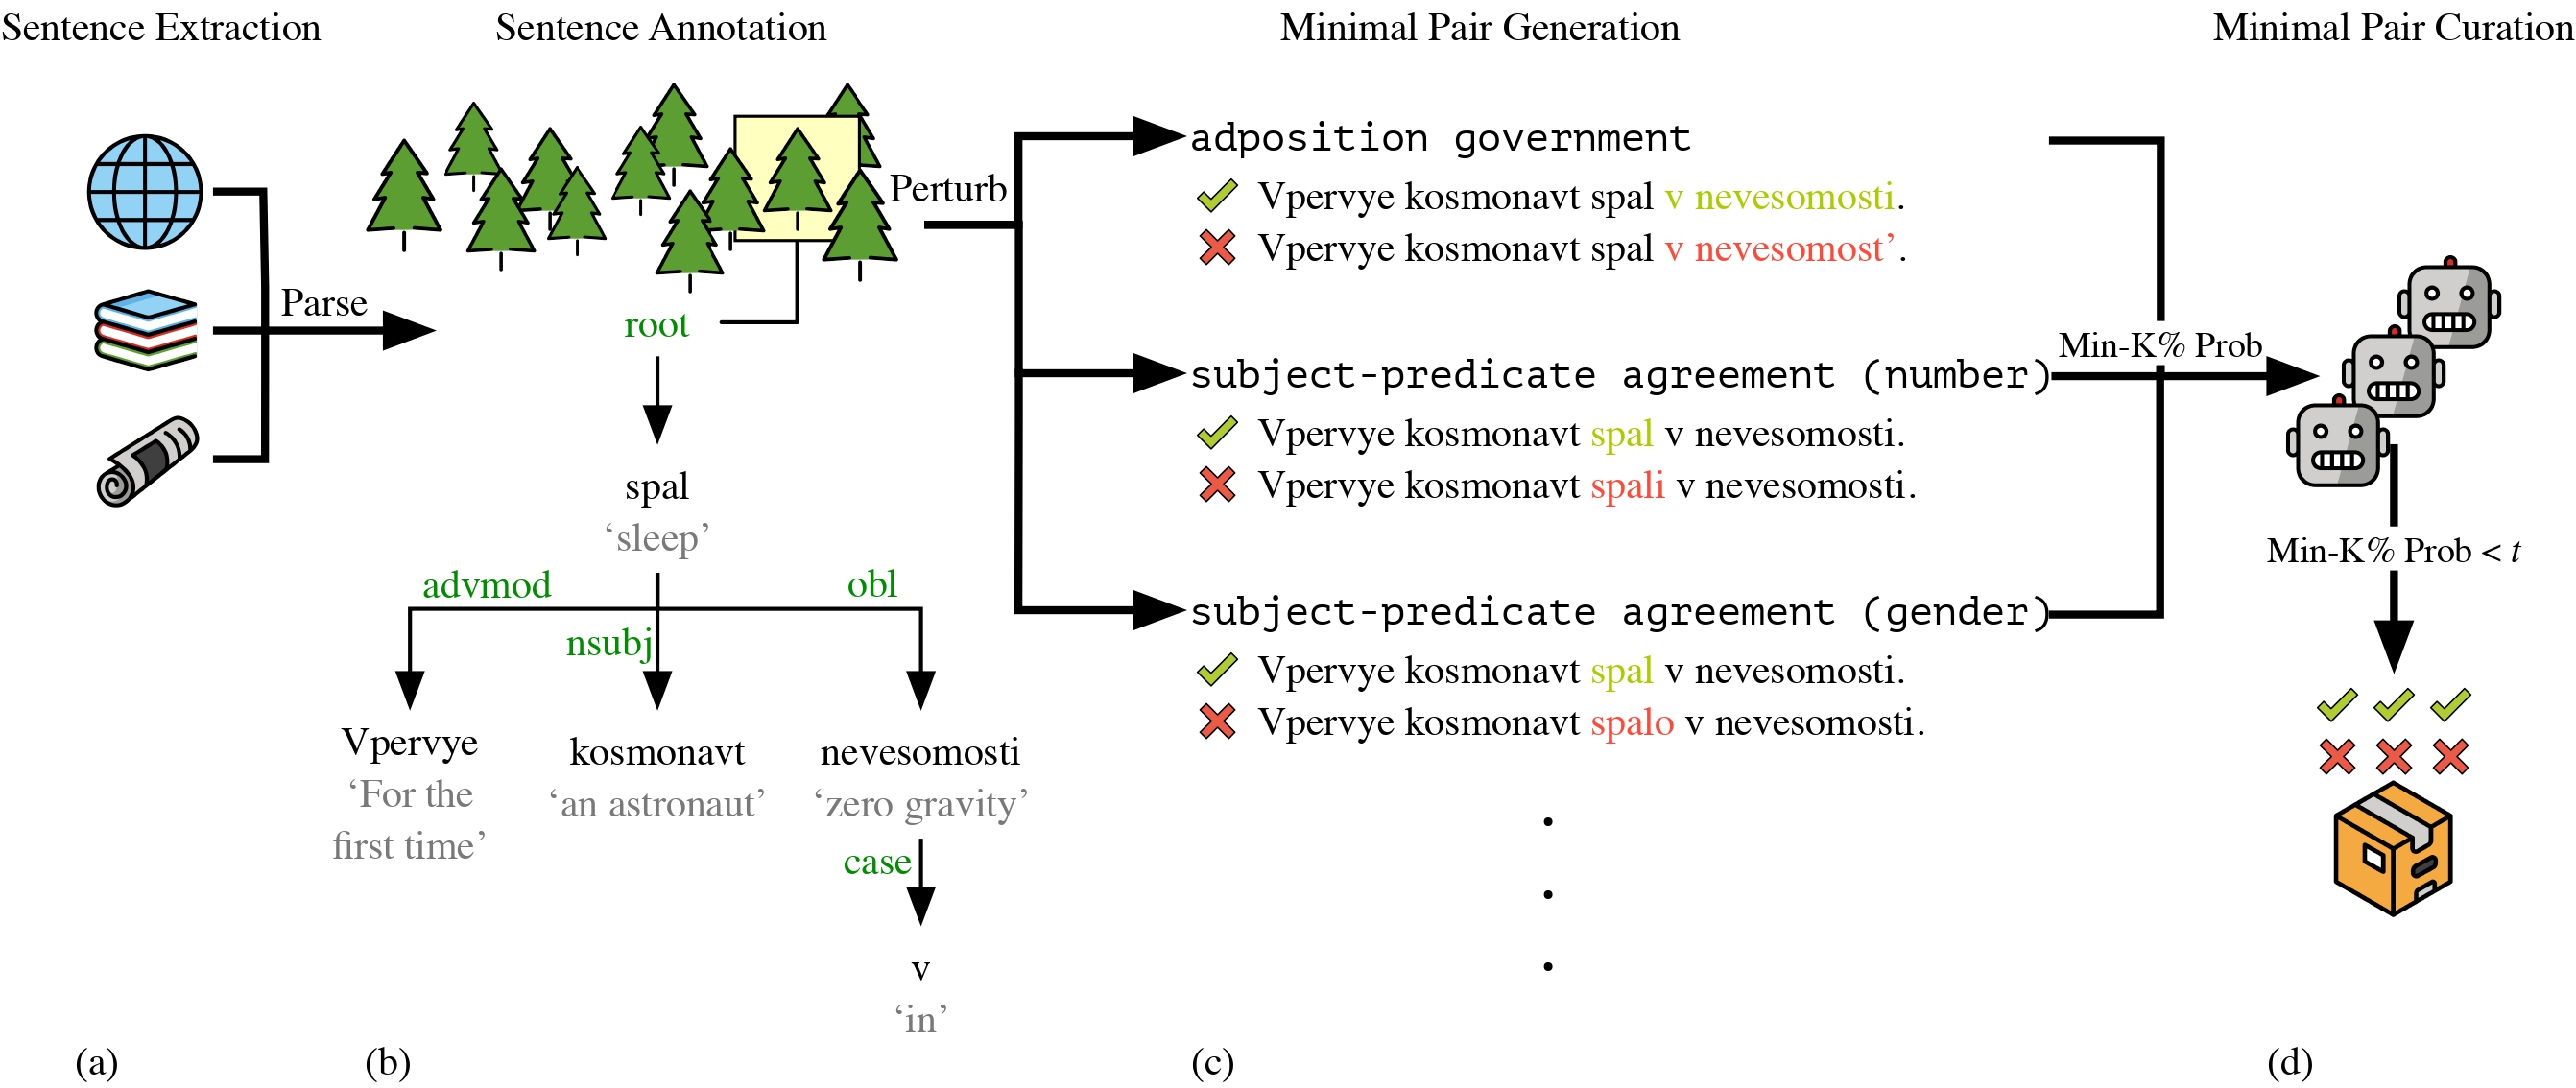 Sentence Extraction
Sentence Annotation
Minimal Pair Generation
Minimal Pair Curation
Parse
root
spal
‘sleep’
advmod
nsubj
obl
Vpervye
‘For the
first time’
kosmonavt
‘an astronaut’
nevesomosti
‘zero gravity’
case
v
‘in’
Perturb
adposition government
Vpervye kosmonavt spal v nevesomosti.
Vpervye kosmonavt spal v nevesomost’.
subject-predicate agreement (number)
Vpervye kosmonavt spal v nevesomosti.
Vpervye kosmonavt spali v nevesomosti.
subject-predicate agreement (gender)
Vpervye kosmonavt spal v nevesomosti.
Vpervye kosmonavt spalo v nevesomosti.
.
.
.
Min-K% Prob
Min-K% Prob < t
(a)
(b)
(c)
(d)